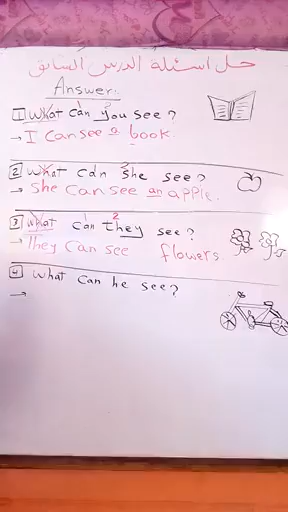 حل اسئلة الدرس السابق
Answer:
1 What can you see?
→ I can see a book.
2 What can she see?
→ She can see an apple.
3 What can they see?
→ They can see flowers.
4 what can he see?
→